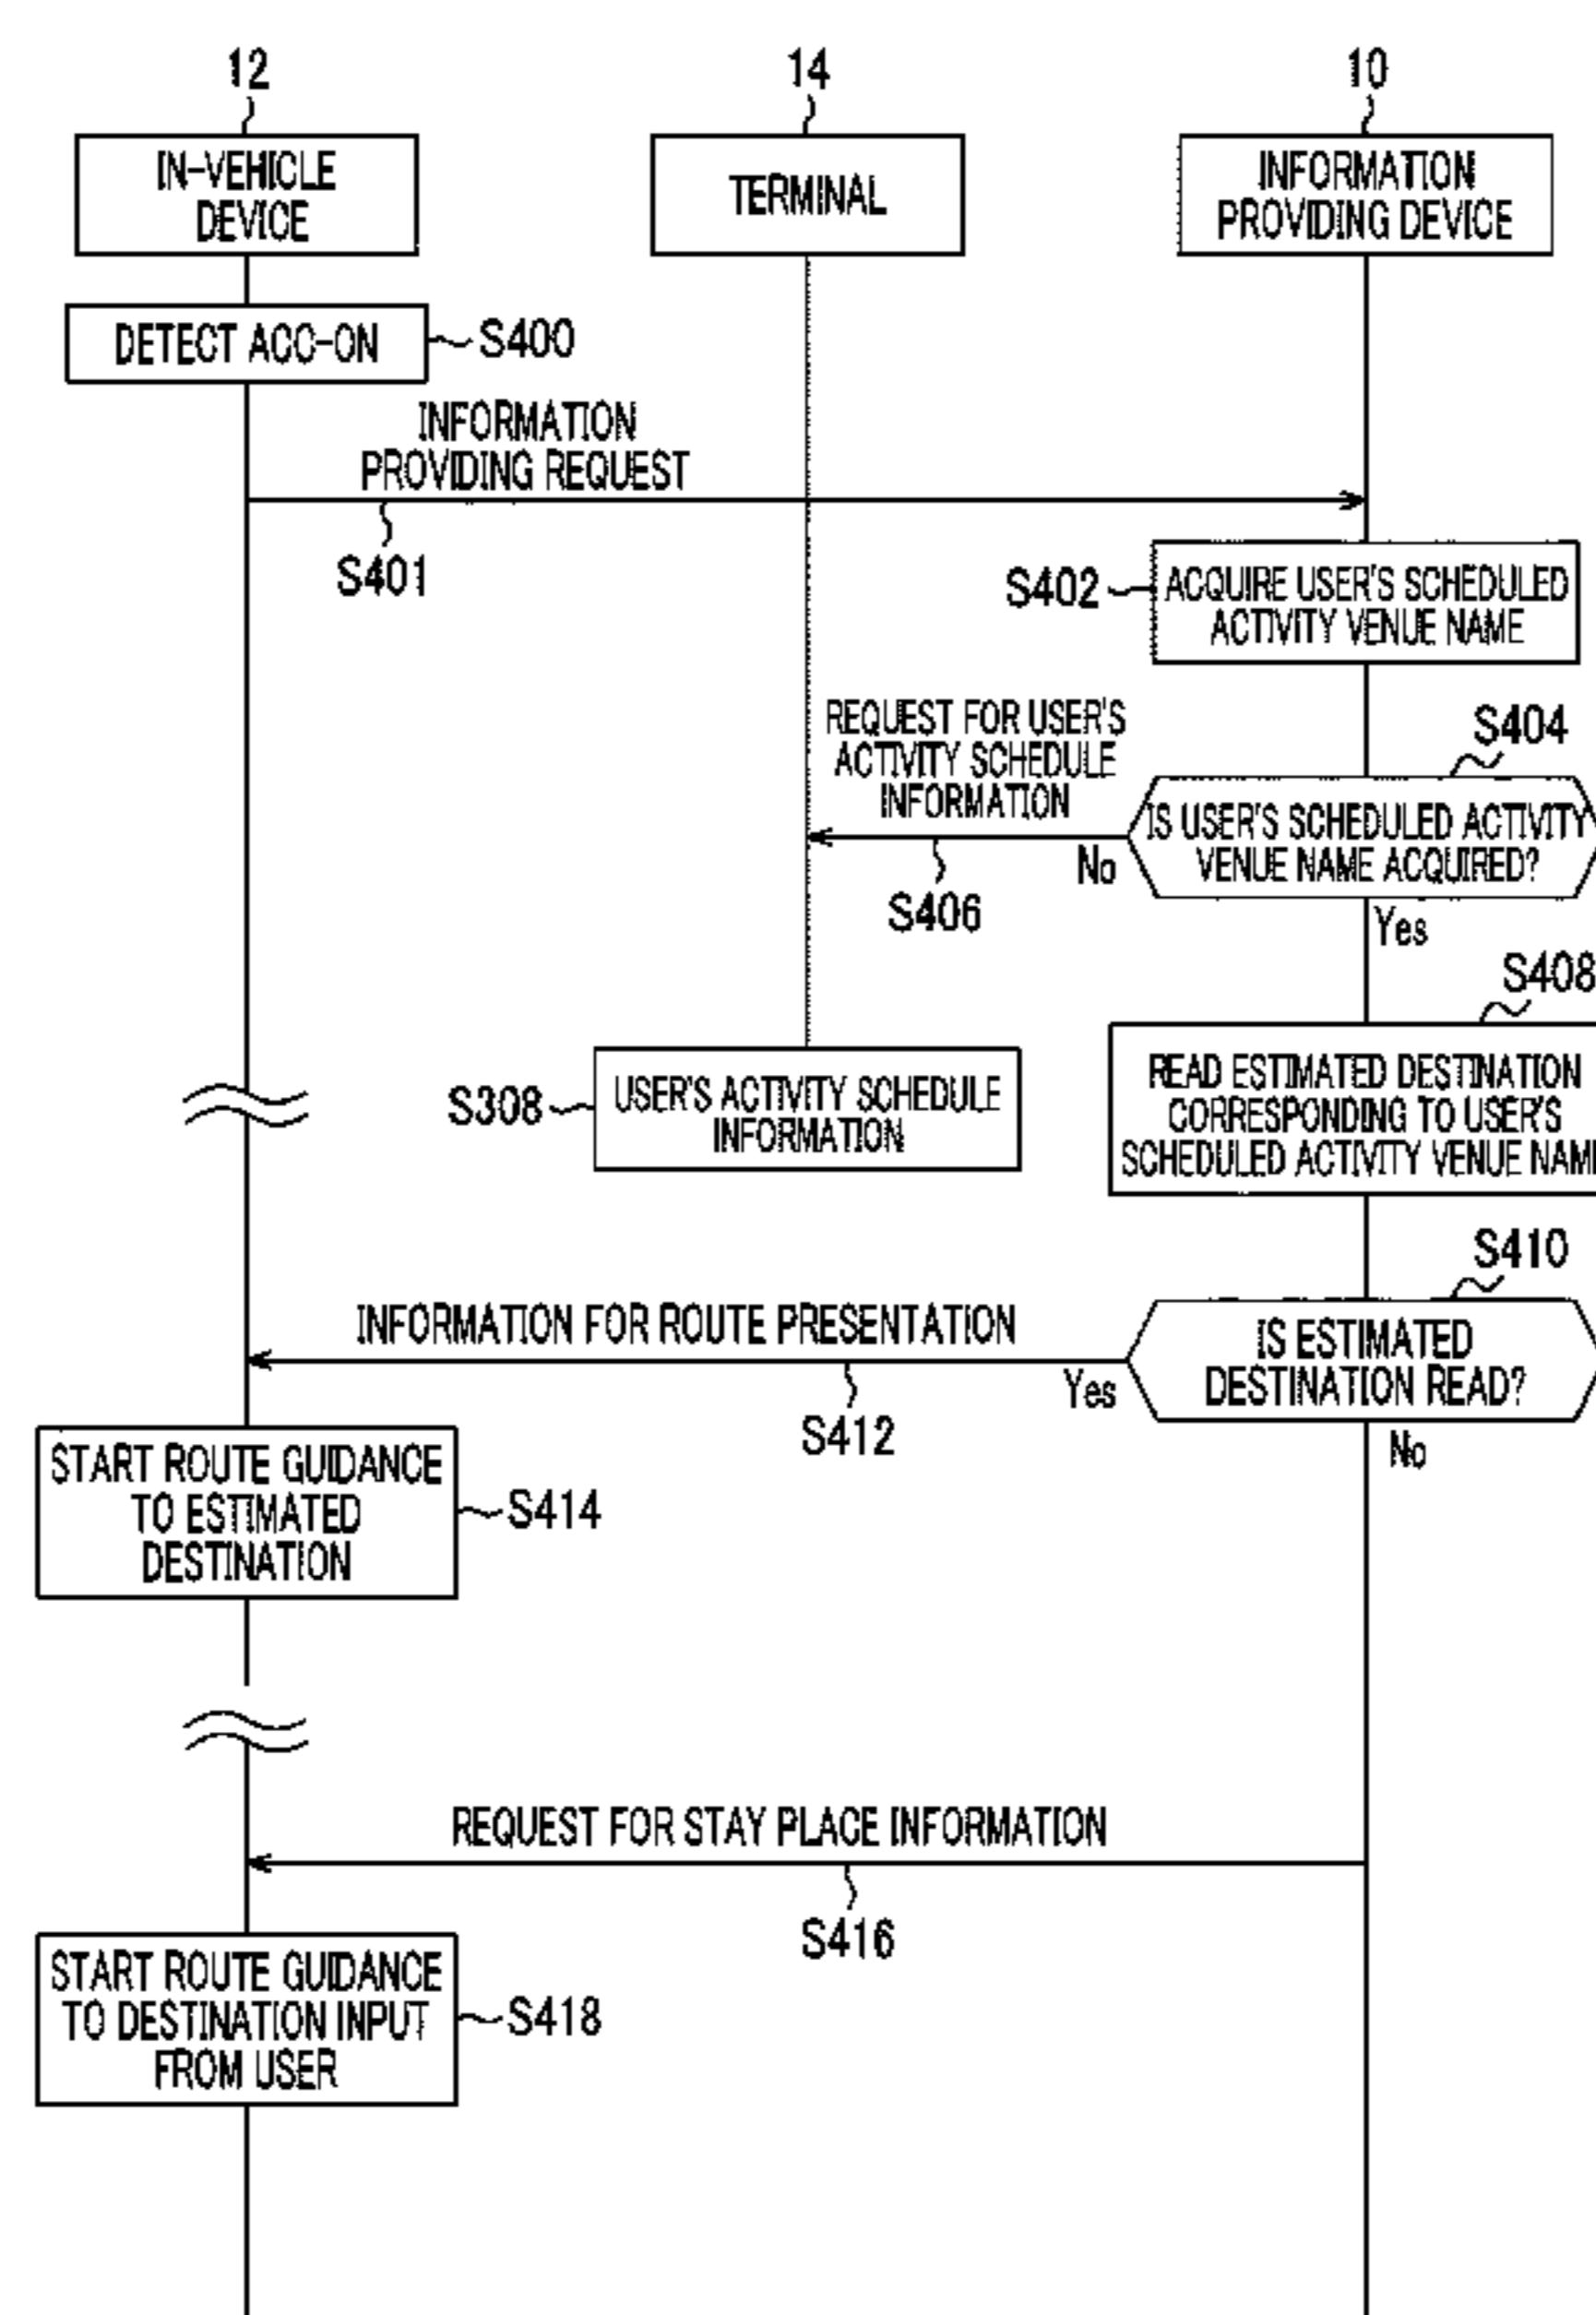 12
14
10
IN-VEHICLE
DEVICE
TERMINAL
INFORMATION
PROVIDING DEVICE
DETECT ACC-ON
S400
INFORMATION
PROVIDING REQUEST
S401
S402
ACQUIRE USER'S SCHEDULED
ACTIVITY VENUE NAME
REQUEST FOR USER'S
ACTIVITY SCHEDULE
INFORMATION
S404
IS USER'S SCHEDULED ACTIVITY
VENUE NAME ACQUIRED?
No
S406
Yes
S408
S308
USER'S ACTIVITY SCHEDULE
INFORMATION
READ ESTIMATED DESTINATION
CORRESPONDING TO USER'S
SCHEDULED ACTIVITY VENUE NAM
S410
INFORMATION FOR ROUTE PRESENTATION
IS ESTIMATED
DESTINATION READ?
Yes
S412
No
START ROUTE GUIDANCE
TO ESTIMATED
DESTINATION
S414
REQUEST FOR STAY PLACE INFORMATION
S416
START ROUTE GUIDANCE
TO DESTINATION INPUT
FROM USER
S418